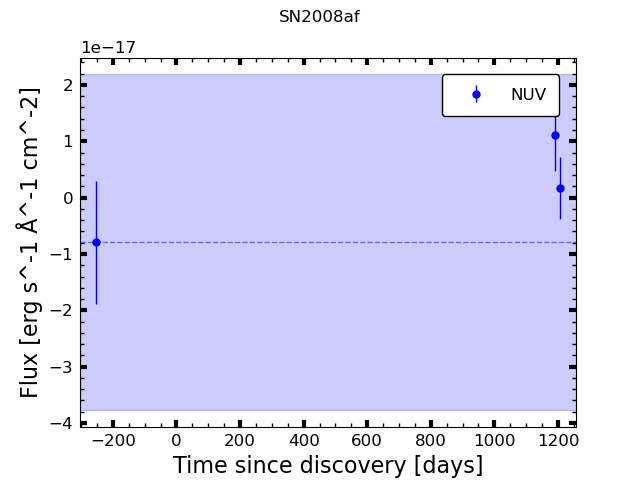 SN2008af
1e−17
NUV
2
1
0
−1
−2
−3
−4
Flux [erg s^-1 Å^-1 cm^-2]
−200 0 200 400 600 800 1000 1200
Time since discovery [days]